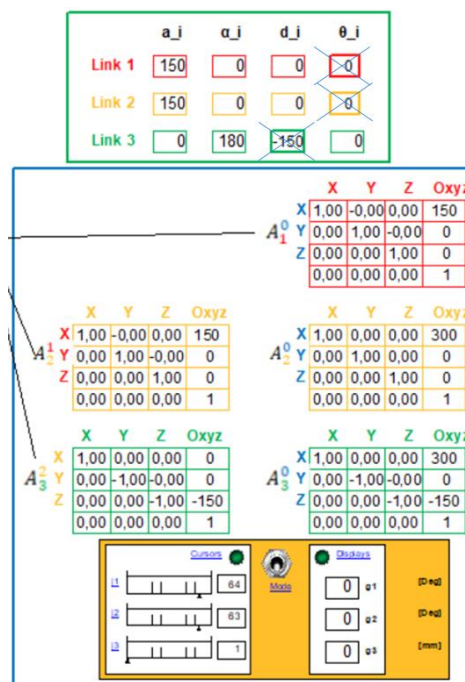 a_i α_i d_i θ_i
Link 1 150 0 0 0
Link 2 150 0 0 0
Link 3 0 180 -150 0
X Y Z Oxyz
X 1,00 -0,00 0,00 150
A⁰₁ Y 0,00 1,00 -0,00 0
Z 0,00 0,00 1,00 0
0,00 0,00 0,00 1
X Y Z Oxyz
X 1,00 -0,00 0,00 150
A¹₂ Y 0,00 1,00 -0,00 0
Z 0,00 0,00 1,00 0
0,00 0,00 0,00 1
X Y Z Oxyz
X 1,00 0,00 0,00 300
A⁰₂ Y 0,00 1,00 0,00 0
Z 0,00 0,00 1,00 0
0,00 0,00 0,00 1
X Y Z Oxyz
X 1,00 0,00 0,00 0
A²₃ Y 0,00 -1,00 -0,00 0
Z 0,00 0,00 -1,00 -150
0,00 0,00 0,00 1
X Y Z Oxyz
X 1,00 0,00 0,00 300
A⁰₃ Y 0,00 -1,00 -0,00 0
Z 0,00 0,00 -1,00 -150
0,00 0,00 0,00 1
Cursors
64
63
1
Mode
Displays
0 g1 [Deg]
0 g2 [Deg]
0 g3 [mm]